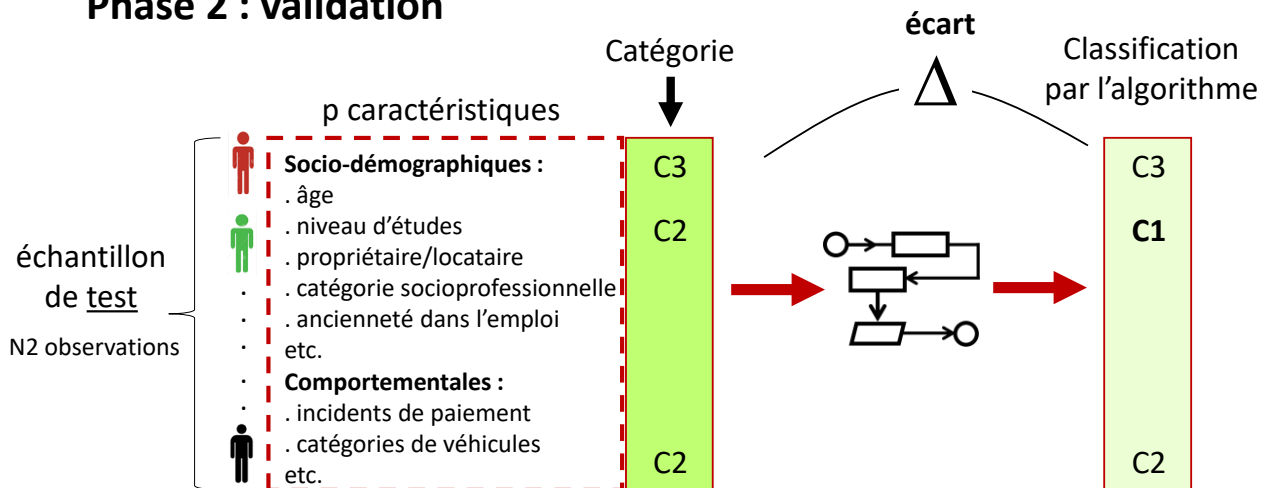 Phase 2 : validation
écart
Catégorie
Δ
Classification
par l'algorithme
p caractéristiques
échantillon
de test
N2 observations
Socio-démographiques :
. âge
. niveau d'études
. propriétaire/locataire
. catégorie socioprofessionnelle
. ancienneté dans l'emploi
etc.
Comportementales :
. incidents de paiement
. catégories de véhicules
etc.
C3
C2
C2
C3
C1
C2